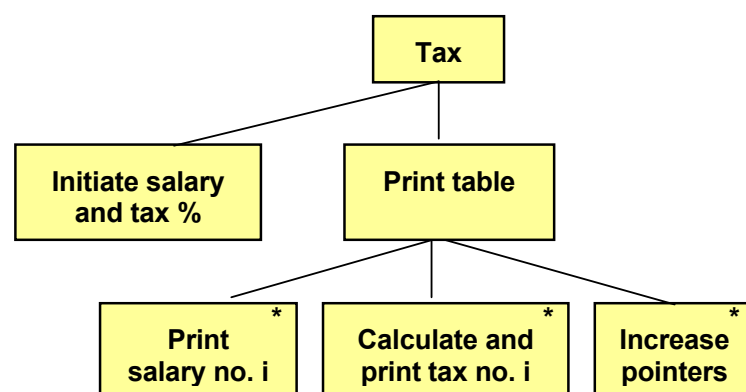 Tax
Initiate salary
and tax %
Print table
*
Print
salary no. i
*
Calculate and
print tax no. i
*
Increase
pointers